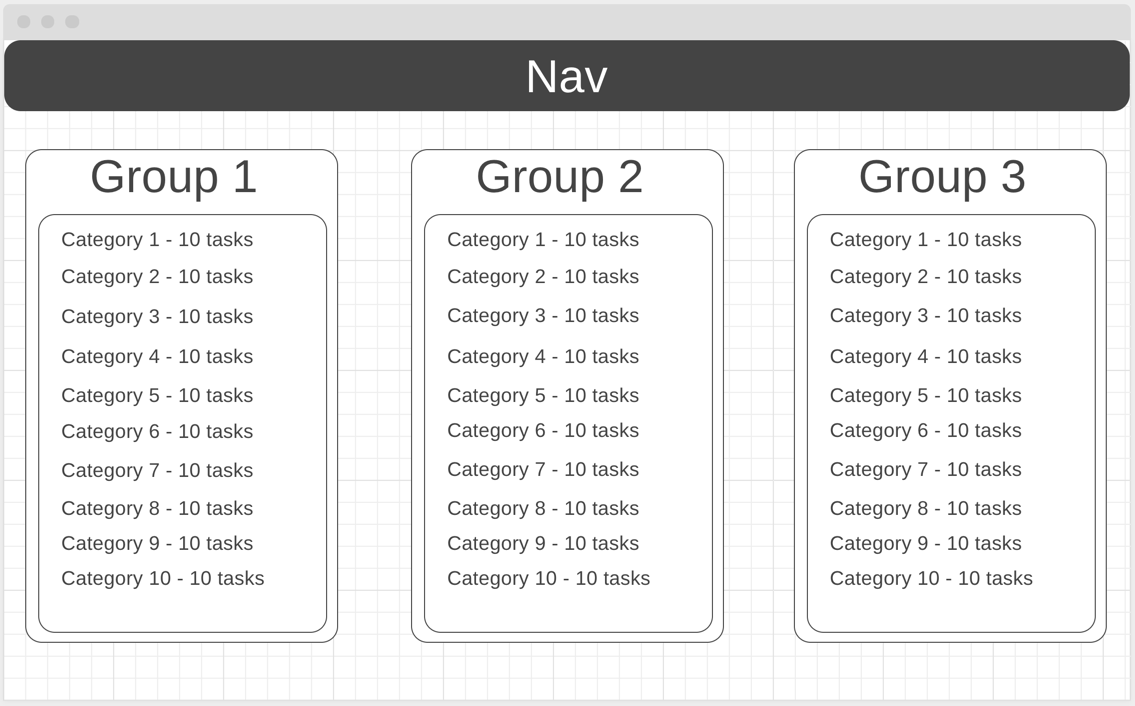 Nav
Group 1
Category 1 - 10 tasks
Category 2 - 10 tasks
Category 3 - 10 tasks
Category 4 - 10 tasks
Category 5 - 10 tasks
Category 6 - 10 tasks
Category 7 - 10 tasks
Category 8 - 10 tasks
Category 9 - 10 tasks
Category 10 - 10 tasks
Group 2
Category 1 - 10 tasks
Category 2 - 10 tasks
Category 3 - 10 tasks
Category 4 - 10 tasks
Category 5 - 10 tasks
Category 6 - 10 tasks
Category 7 - 10 tasks
Category 8 - 10 tasks
Category 9 - 10 tasks
Category 10 - 10 tasks
Group 3
Category 1 - 10 tasks
Category 2 - 10 tasks
Category 3 - 10 tasks
Category 4 - 10 tasks
Category 5 - 10 tasks
Category 6 - 10 tasks
Category 7 - 10 tasks
Category 8 - 10 tasks
Category 9 - 10 tasks
Category 10 - 10 tasks